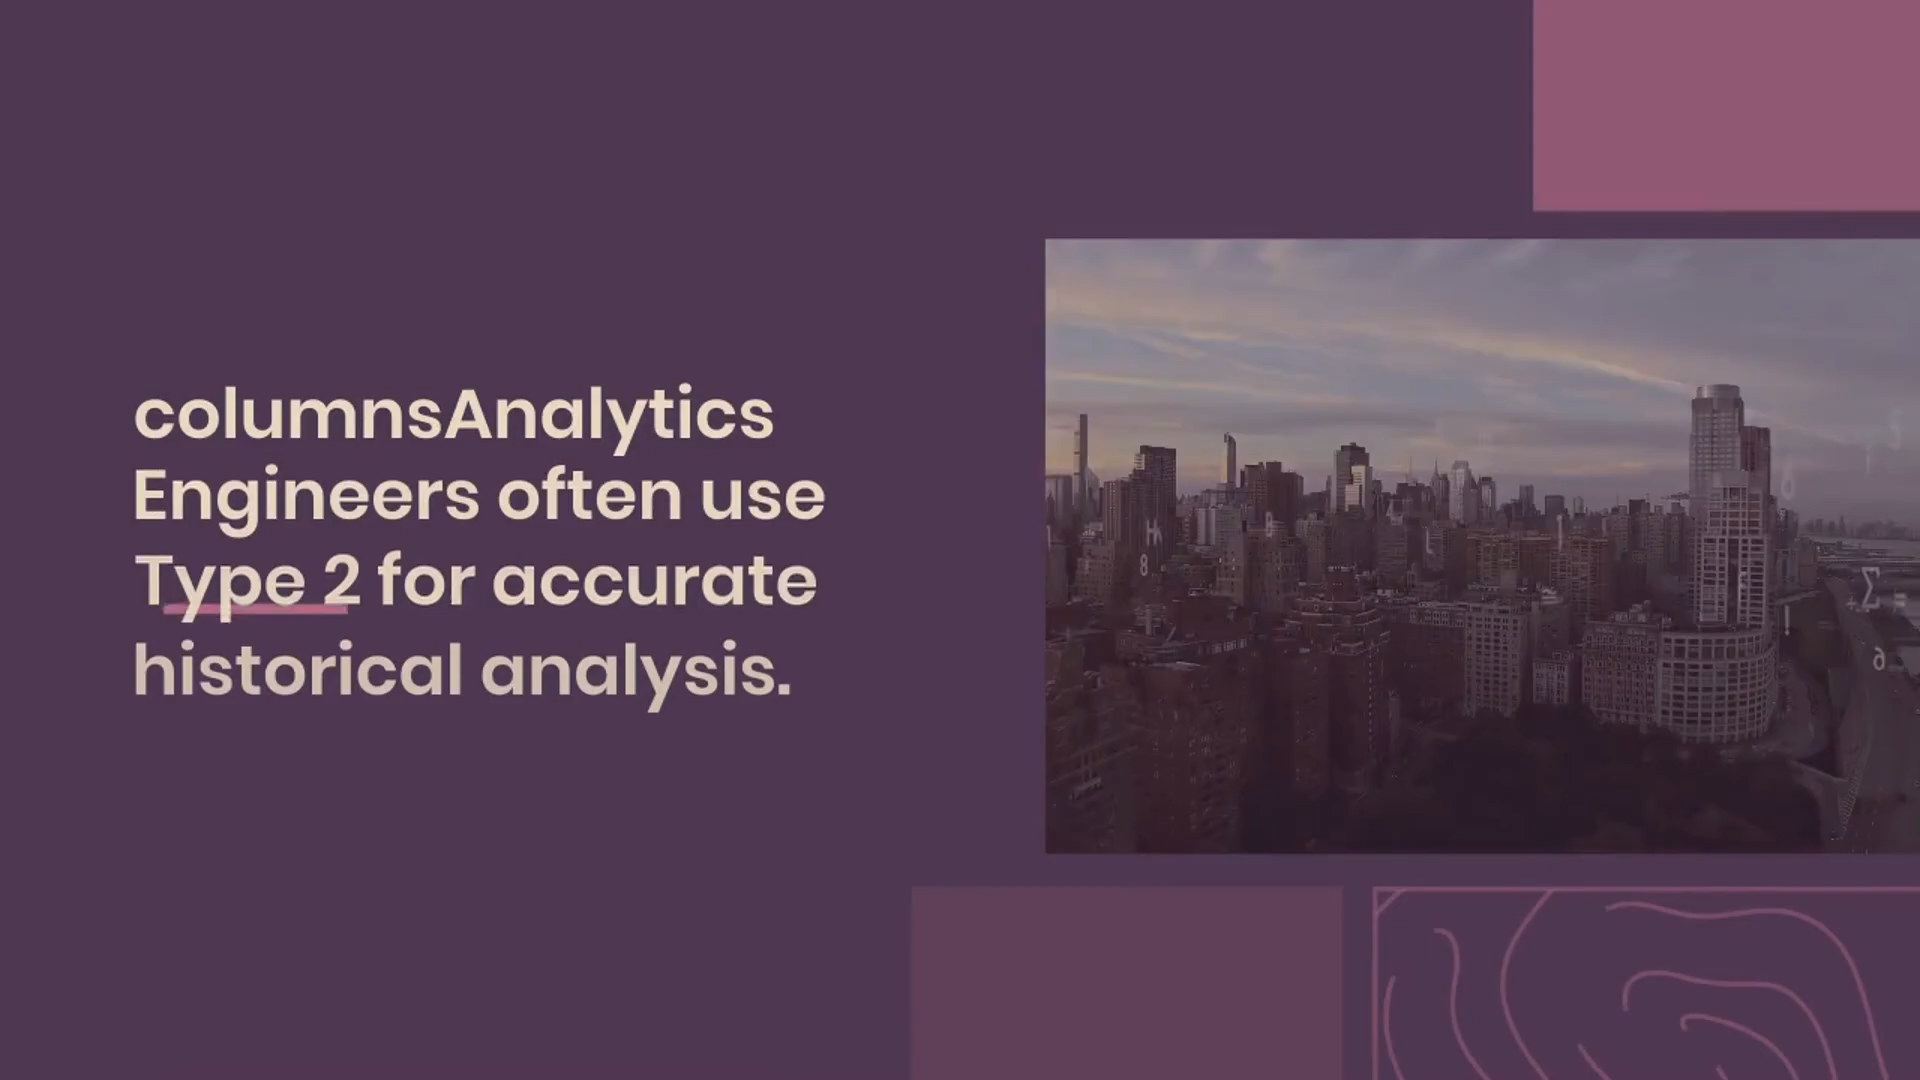 columnsAnalytics
Engineers often use
Type 2 for accurate
historical analysis.